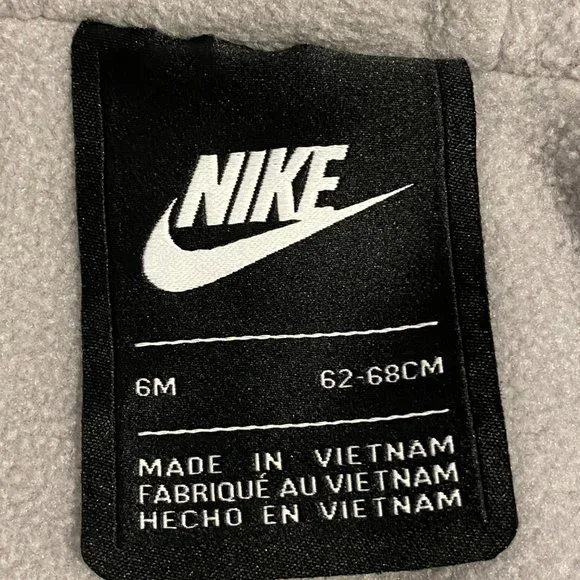 NIKE
6M 62-68CM
MADE IN VIETNAM
FABRIQUÉ AU VIETNAM
HECHO EN VIETNAM